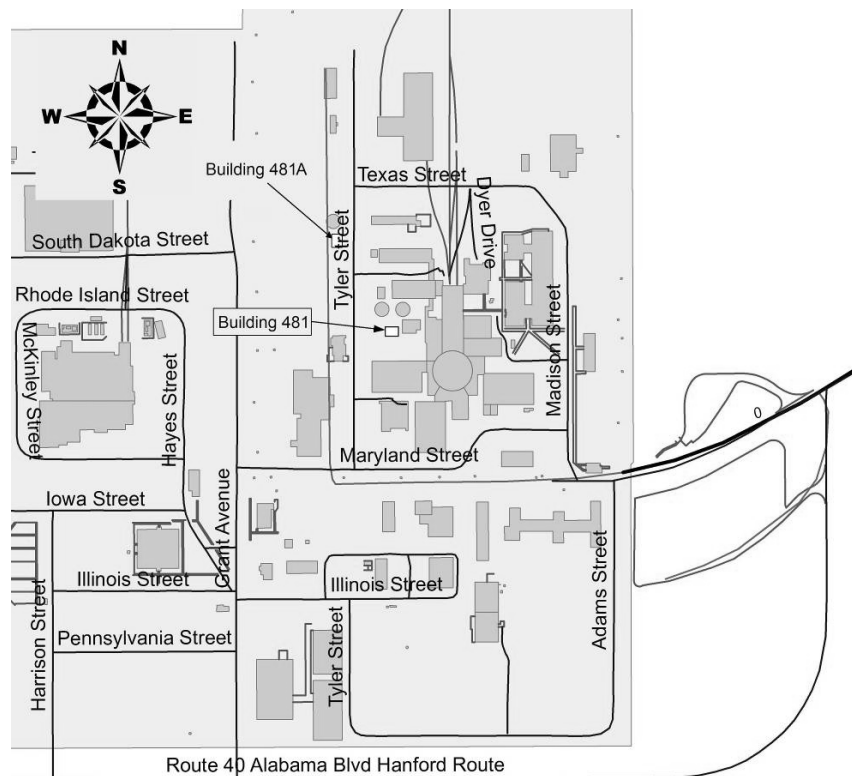 N
W
E
S
Building 481A
Texas Street
Dyer Drive
South Dakota Street
Tyler Street
Rhode Island Street
Building 481
McKinley Street
Hayes Street
Madison Street
0
Maryland Street
Iowa Street
Grant Avenue
Illinois Street
Illinois Street
Adams Street
Harrison Street
Pennsylvania Street
Tyler Street
Route 40 Alabama Blvd Hanford Route